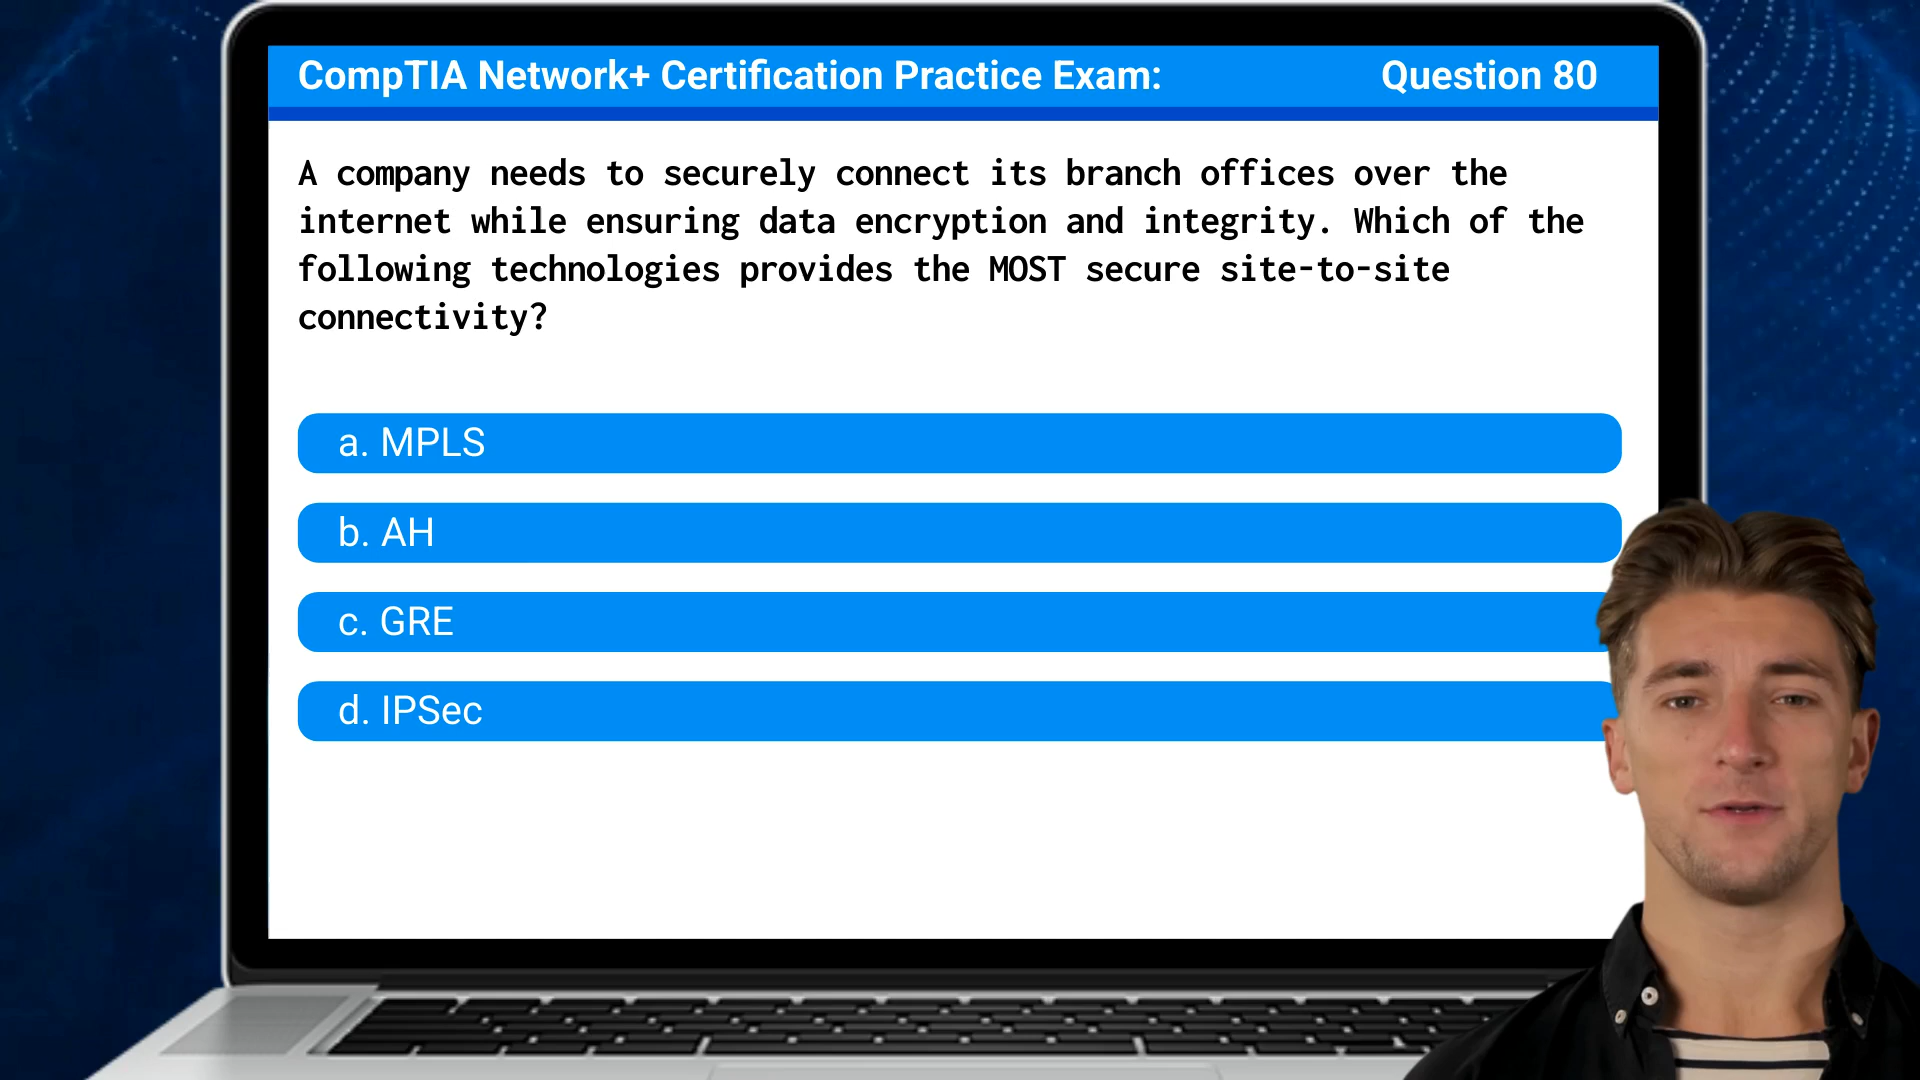 CompTIA Network+ Certification Practice Exam: Question 80
A company needs to securely connect its branch offices over the
internet while ensuring data encryption and integrity. Which of the
following technologies provides the MOST secure site-to-site
connectivity?
a. MPLS
b. AH
c. GRE
d. IPSec